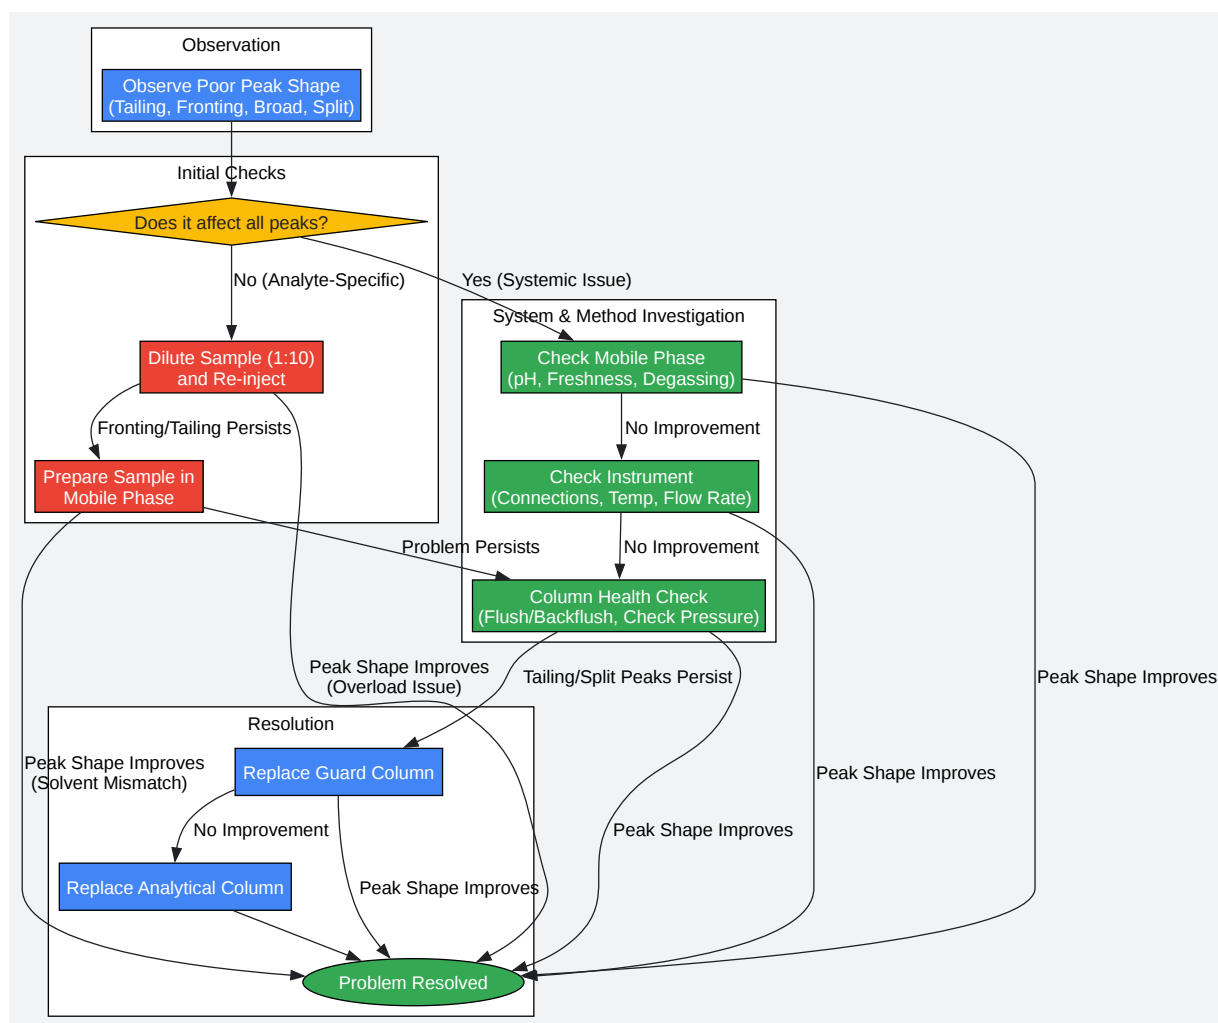 Observation
Observe Poor Peak Shape
(Tailing, Fronting, Broad, Split)
Initial Checks
Does it affect all peaks?
No (Analyte-Specific)
Yes (Systemic Issue)
System & Method Investigation
Dilute Sample (1:10)
and Re-inject
Check Mobile Phase
(pH, Freshness, Degassing)
Fronting/Tailing Persists
No Improvement
Prepare Sample in
Mobile Phase
Check Instrument
(Connections, Temp, Flow Rate)
Problem Persists
No Improvement
Column Health Check
(Flush/Backflush, Check Pressure)
Peak Shape Improves
(Overload Issue)
Tailing/Split Peaks Persist
Peak Shape Improves
Resolution
Peak Shape Improves
(Solvent Mismatch)
Replace Guard Column
Peak Shape Improves
No Improvement
Peak Shape Improves
Replace Analytical Column
Peak Shape Improves
Problem Resolved